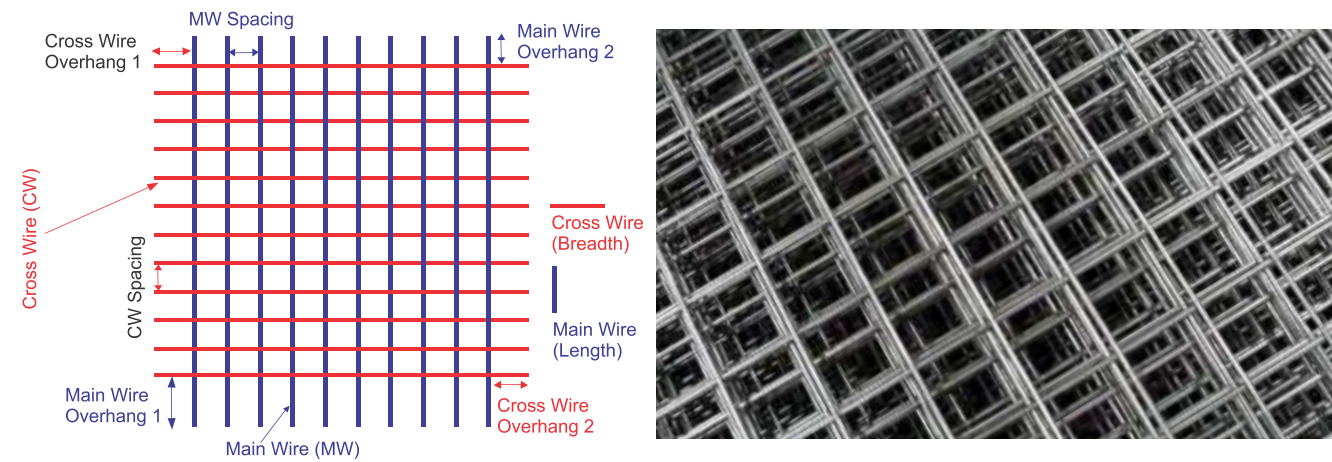 MW Spacing
Cross Wire
Overhang 1
Main Wire
Overhang 2
Cross Wire (CW)
CW Spacing
Cross Wire
(Breadth)
Main Wire
(Length)
Main Wire
Overhang 1
Cross Wire
Overhang 2
Main Wire (MW)